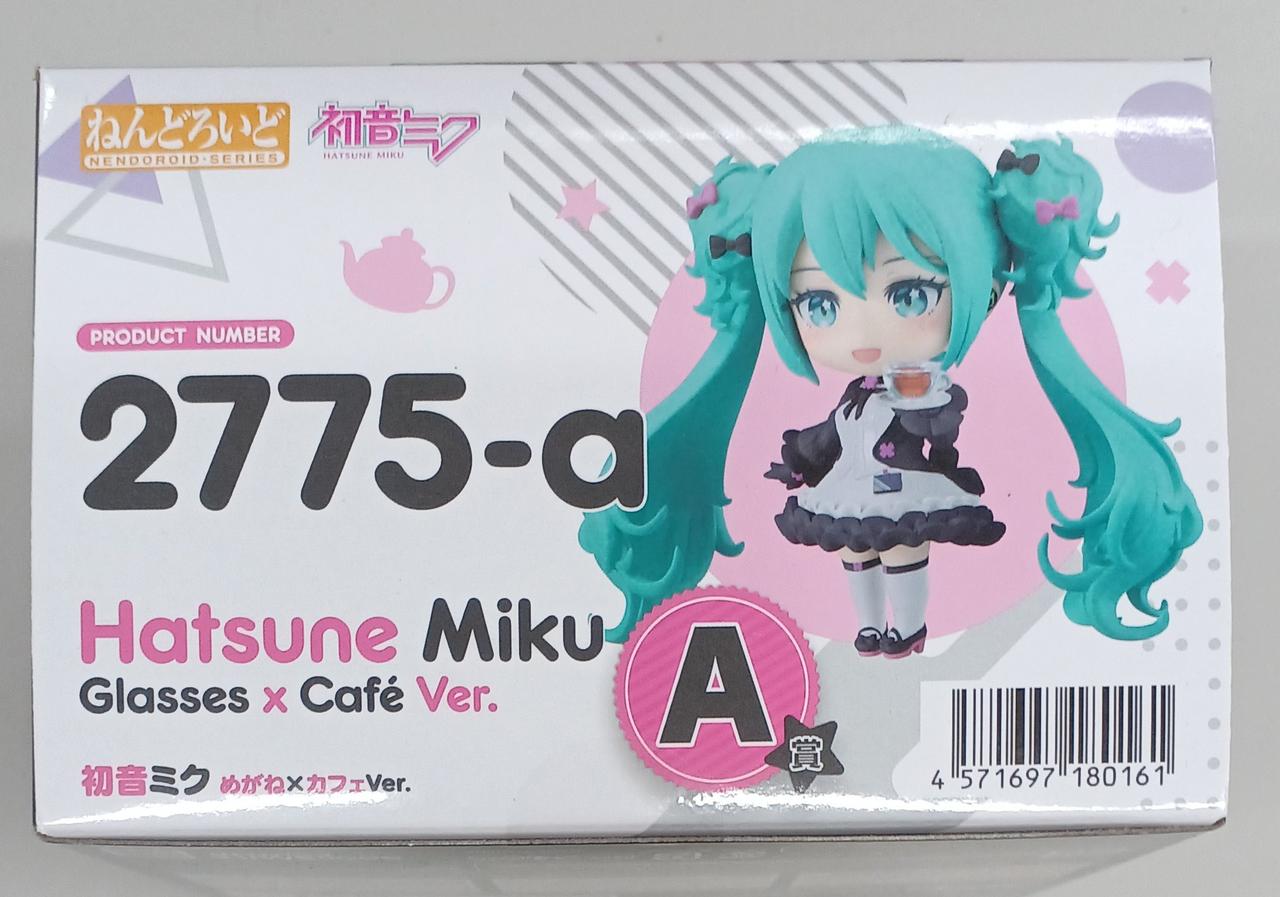 ねんどろいど
NENDOROID・SERIES
初音ミク
HATSUNE MIKU
PRODUCT NUMBER
2775-a
Hatsune Miku
Glasses x Café Ver.
初音ミク めがね×カフェVer.
A
賞
4 571697 180161